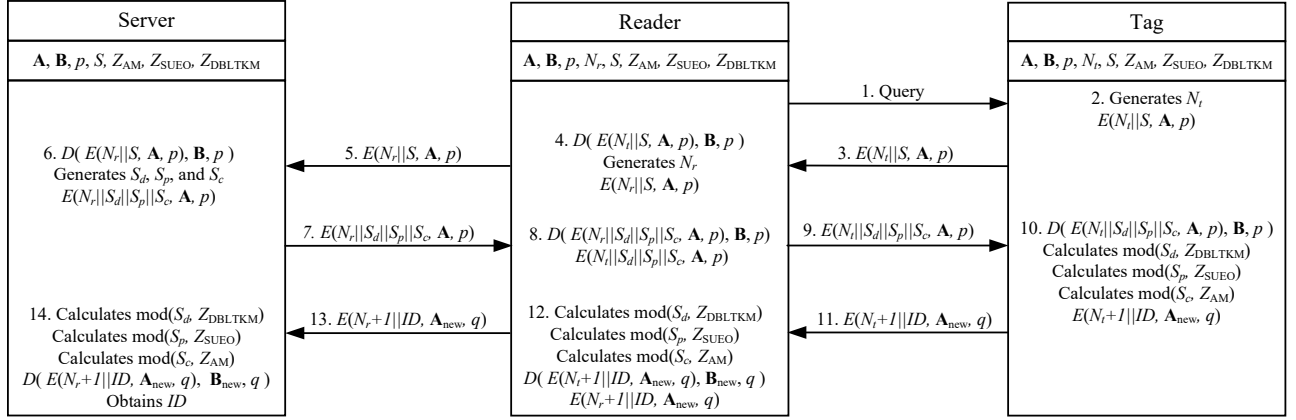 Server
A, B, p, S, Z_AM, Z_SUEO, Z_DBLTKM
6. D( E(N_r||S, A, p), B, p )
Generates S_d, S_p, and S_c
E(N_r||S_d||S_p||S_c, A, p)
14. Calculates mod(S_d, Z_DBLTKM)
Calculates mod(S_p, Z_SUEO)
Calculates mod(S_c, Z_AM)
D( E(N_r+1||ID, A_new, q), B_new, q )
Obtains ID
5. E(N_r||S, A, p)
7. E(N_r||S_d||S_p||S_c, A, p)
13. E(N_r+1||ID, A_new, q)
Reader
A, B, p, N_r, S, Z_AM, Z_SUEO, Z_DBLTKM
4. D( E(N_t||S, A, p), B, p )
Generates N_r
E(N_r||S, A, p)
8. D( E(N_r||S_d||S_p||S_c, A, p), B, p)
E(N_t||S_d||S_p||S_c, A, p)
12. Calculates mod(S_d, Z_DBLTKM)
Calculates mod(S_p, Z_SUEO)
Calculates mod(S_c, Z_AM)
D( E(N_t+1||ID, A_new, q), B_new, q )
E(N_r+1||ID, A_new, q)
1. Query
3. E(N_t||S, A, p)
9. E(N_t||S_d||S_p||S_c, A, p)
11. E(N_t+1||ID, A_new, q)
Tag
A, B, p, N_t, S, Z_AM, Z_SUEO, Z_DBLTKM
2. Generates N_t
E(N_t||S, A, p)
10. D( E(N_t||S_d||S_p||S_c, A, p), B, p )
Calculates mod(S_d, Z_DBLTKM)
Calculates mod(S_p, Z_SUEO)
Calculates mod(S_c, Z_AM)
E(N_t+1||ID, A_new, q)